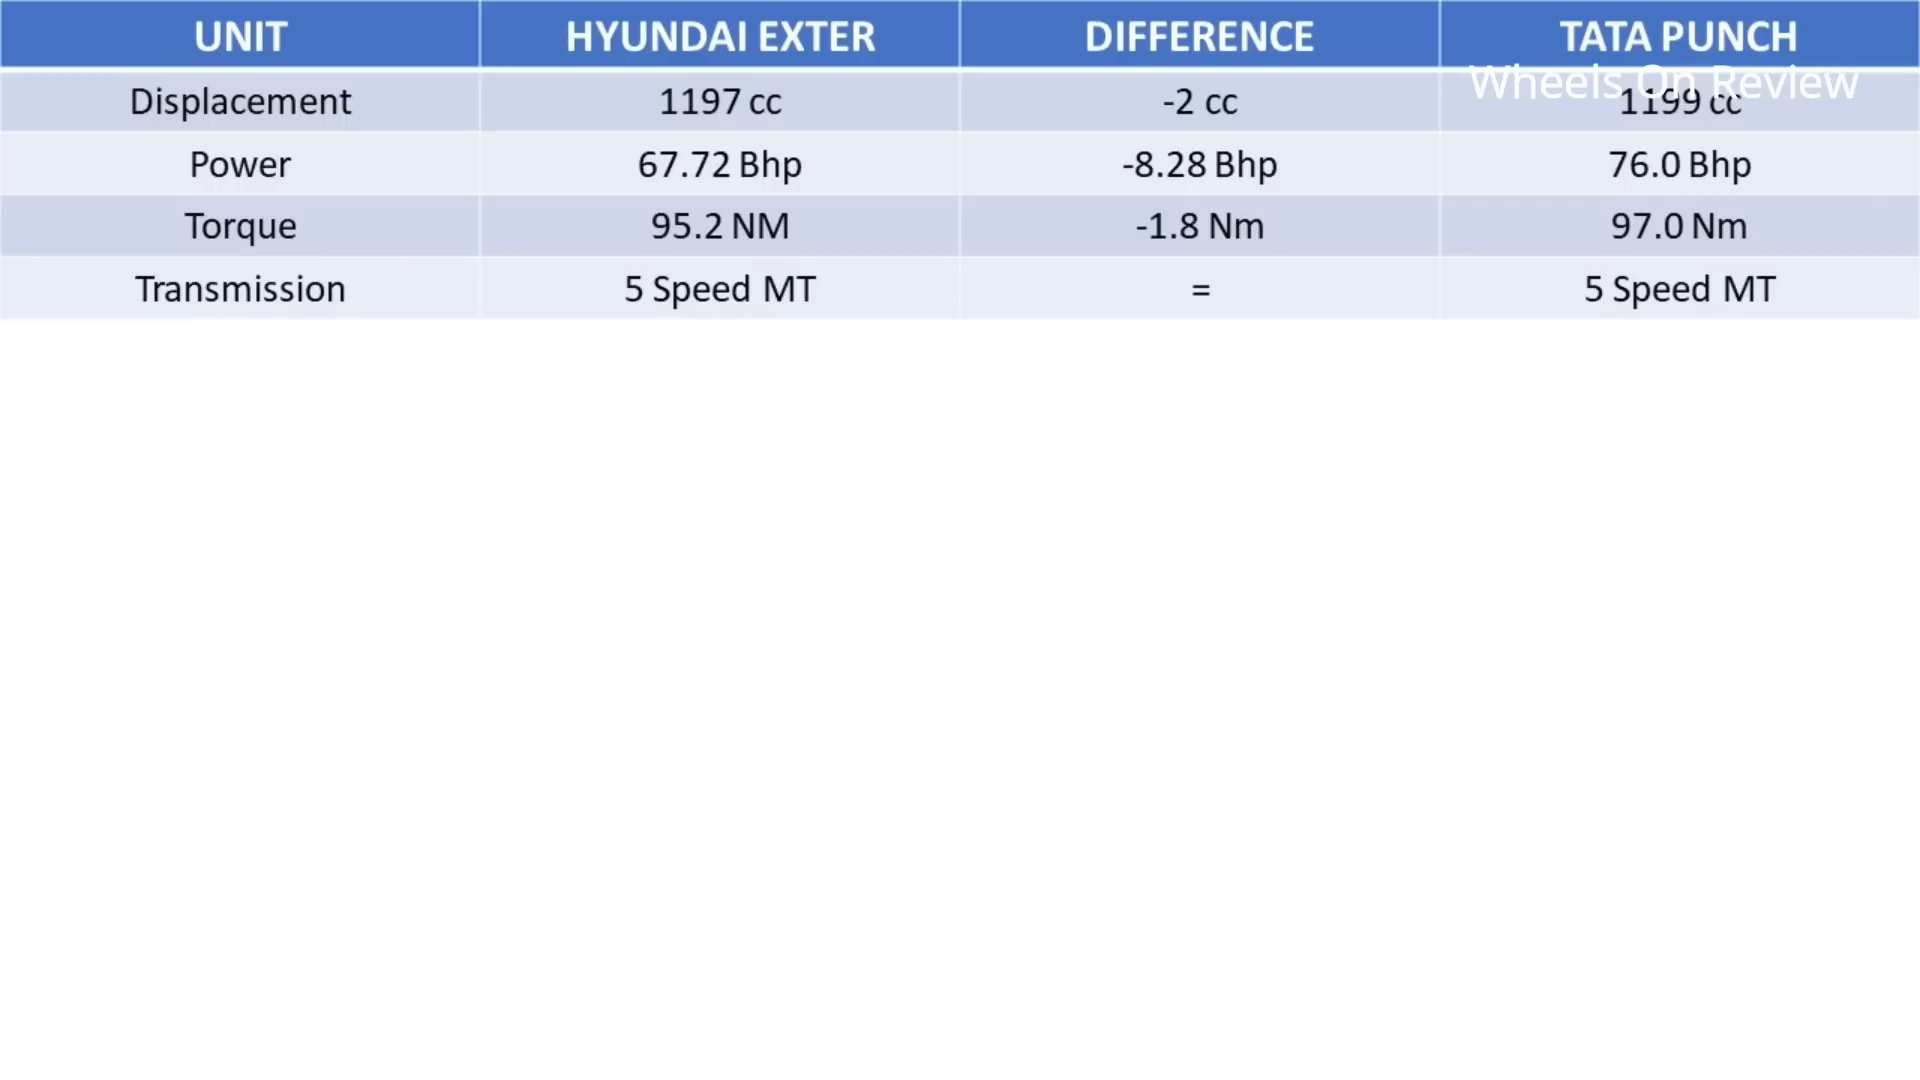 UNIT HYUNDAI EXTER DIFFERENCE TATA PUNCH
Wheels On Review
Displacement 1197 cc -2 cc 1199 cc
Power 67.72 Bhp -8.28 Bhp 76.0 Bhp
Torque 95.2 NM -1.8 Nm 97.0 Nm
Transmission 5 Speed MT = 5 Speed MT